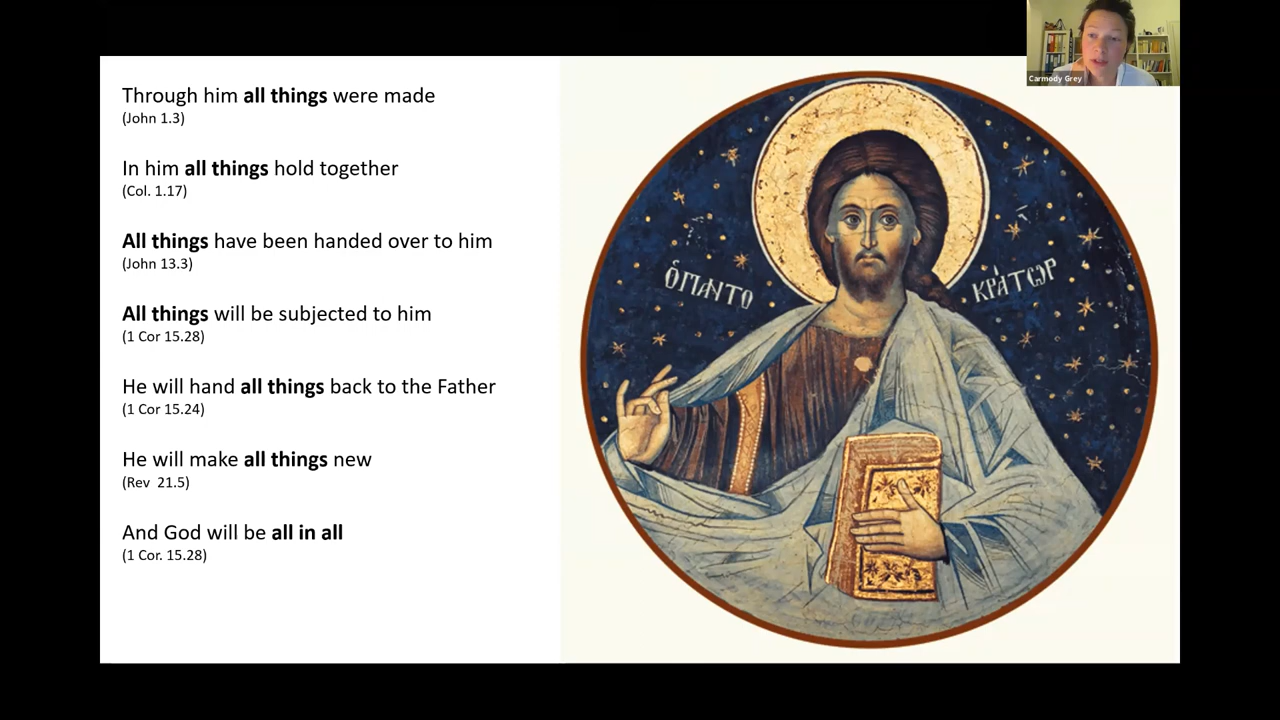 Through him all things were made
(John 1.3)
In him all things hold together
(Col. 1.17)
All things have been handed over to him
(John 13.3)
All things will be subjected to him
(1 Cor 15.28)
He will hand all things back to the Father
(1 Cor 15.24)
He will make all things new
(Rev 21.5)
And God will be all in all
(1 Cor. 15.28)
ὁ ΠΑΝΤΟ
ΚΡΆΤѠΡ
Carmody Grey